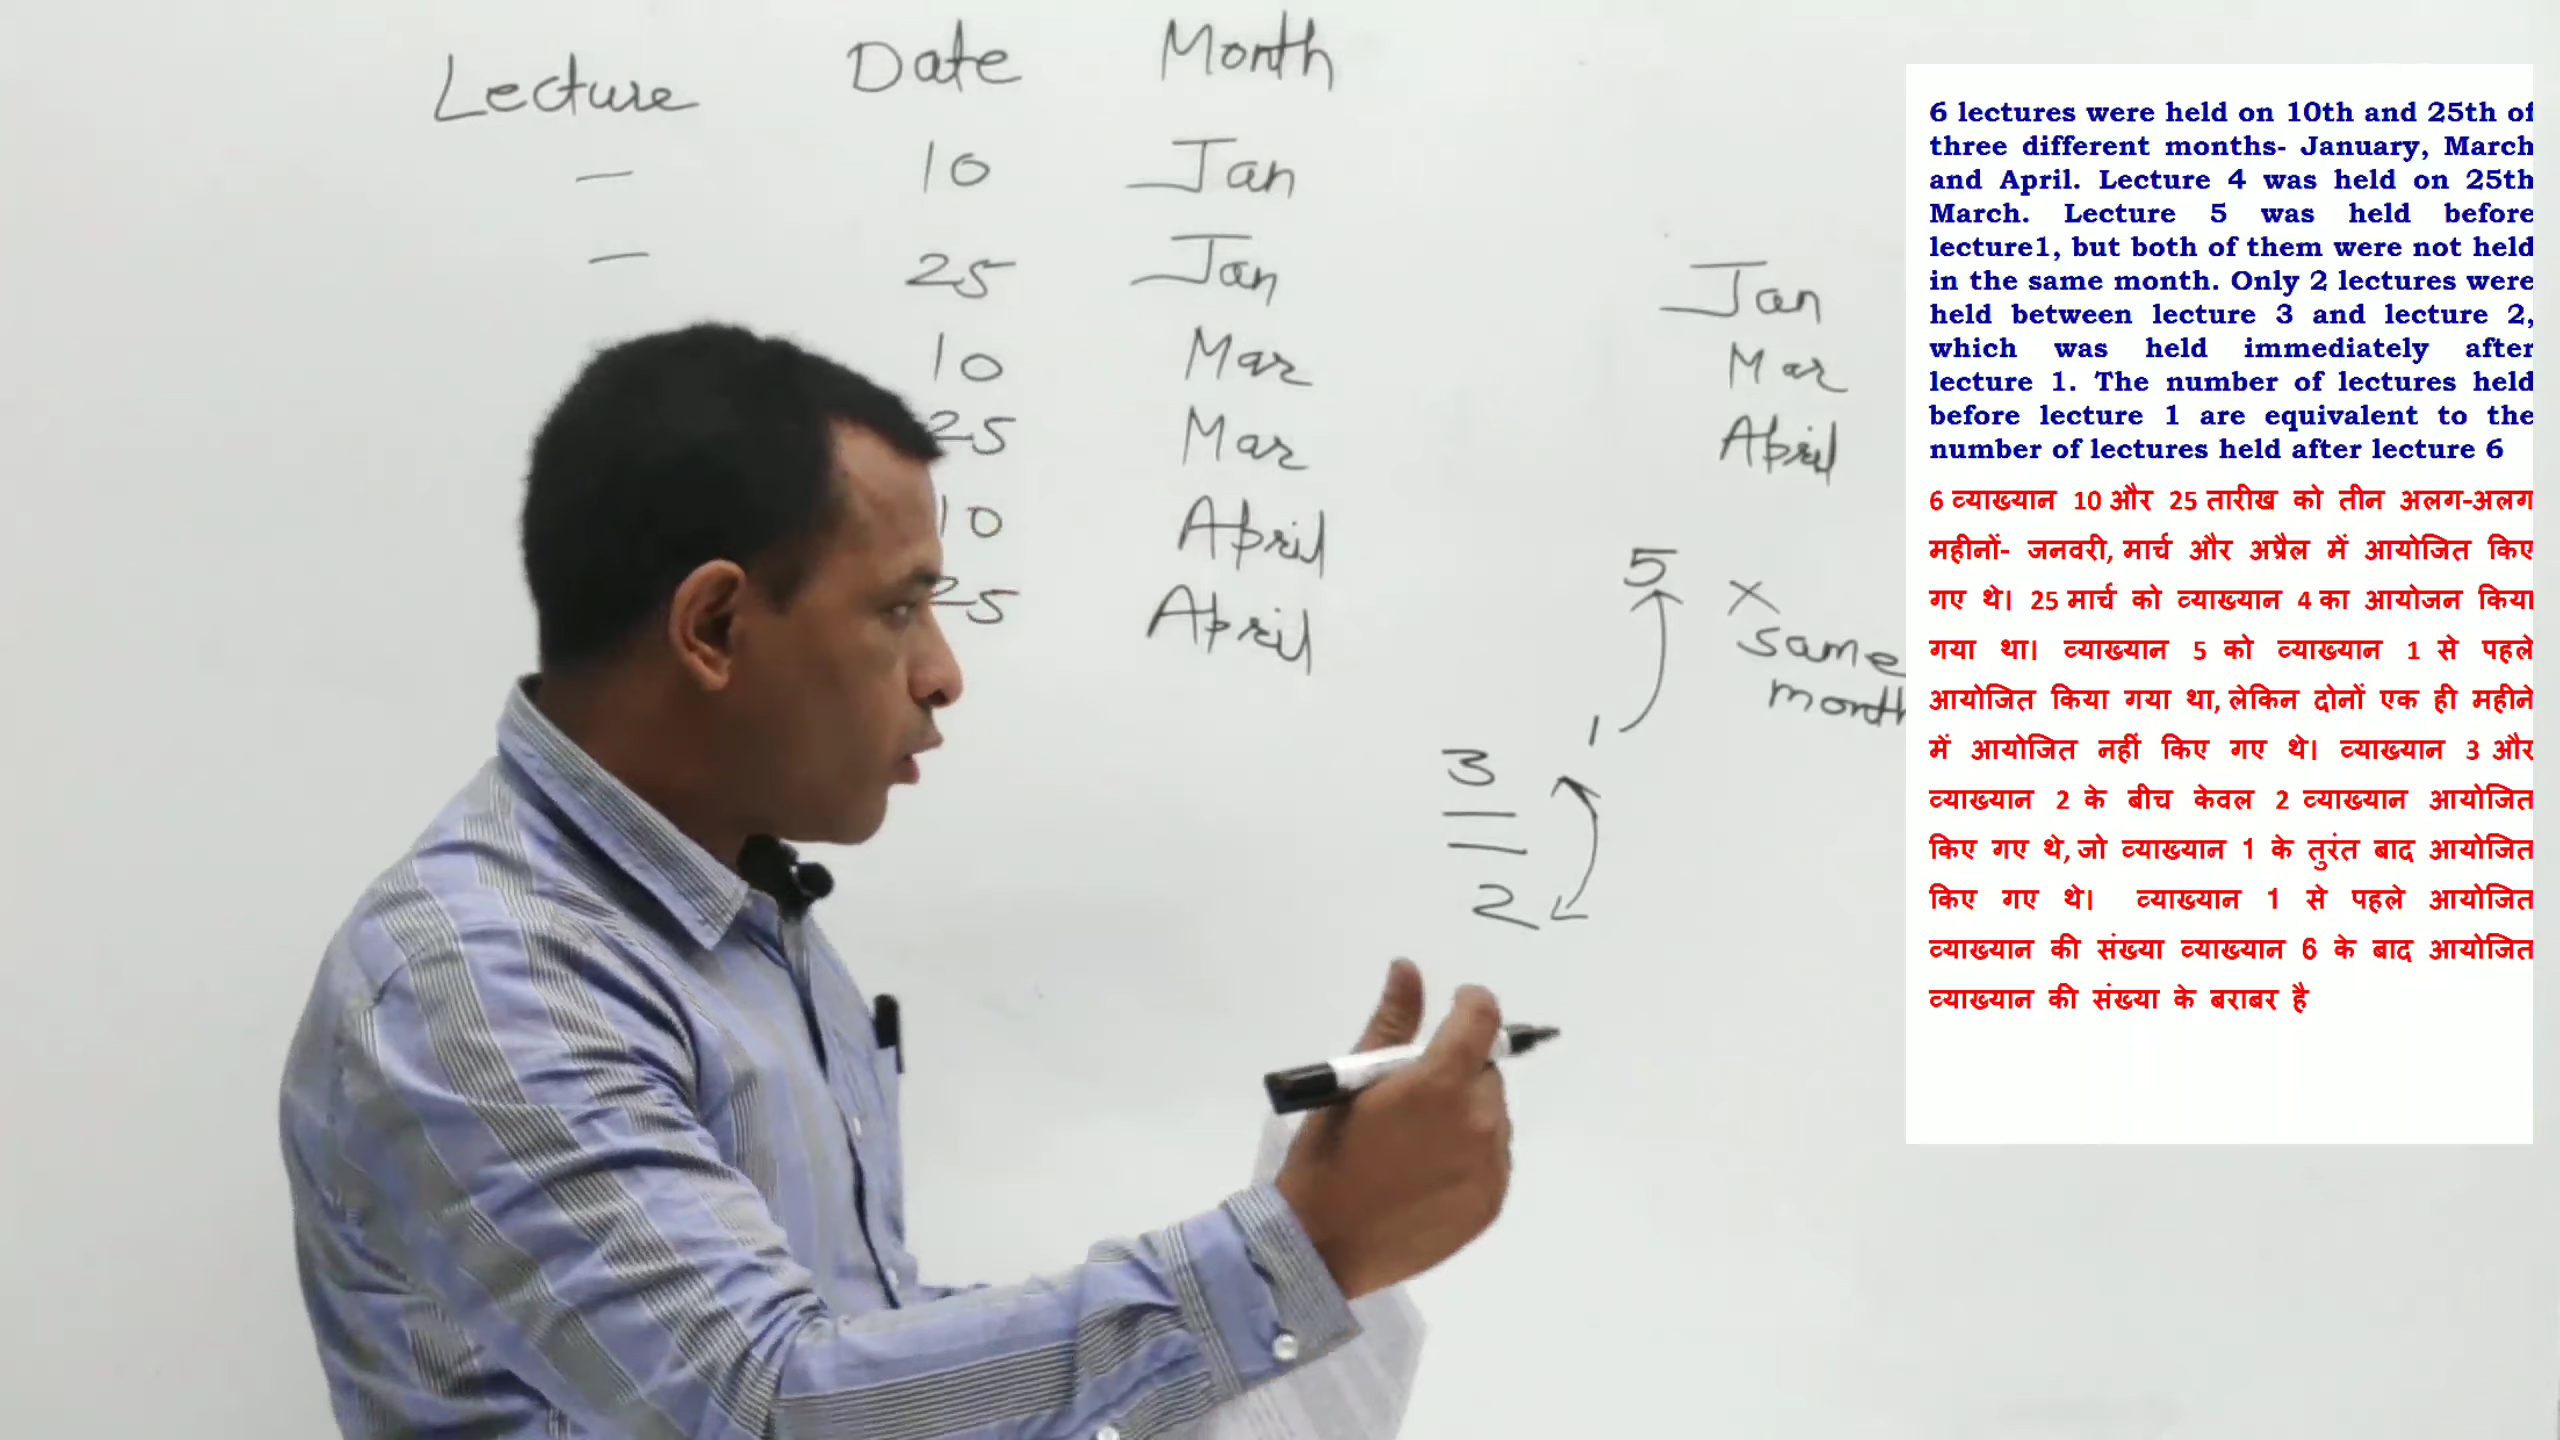 Lecture Date Month
— 10 Jan
— 25 Jan
10 Mar
25 Mar
10 April
25 April
Jan
Mar
April
5 × same
month
1
3
—
—
2
6 lectures were held on 10th and 25th of
three different months- January, March
and April. Lecture 4 was held on 25th
March. Lecture 5 was held before
lecture1, but both of them were not held
in the same month. Only 2 lectures were
held between lecture 3 and lecture 2,
which was held immediately after
lecture 1. The number of lectures held
before lecture 1 are equivalent to the
number of lectures held after lecture 6
6 व्याख्यान 10 और 25 तारीख को तीन अलग-अलग
महीनों- जनवरी, मार्च और अप्रैल में आयोजित किए
गए थे। 25 मार्च को व्याख्यान 4 का आयोजन किया
गया था। व्याख्यान 5 को व्याख्यान 1 से पहले
आयोजित किया गया था, लेकिन दोनों एक ही महीने
में आयोजित नहीं किए गए थे। व्याख्यान 3 और
व्याख्यान 2 के बीच केवल 2 व्याख्यान आयोजित
किए गए थे, जो व्याख्यान 1 के तुरंत बाद आयोजित
किए गए थे। व्याख्यान 1 से पहले आयोजित
व्याख्यान की संख्या व्याख्यान 6 के बाद आयोजित
व्याख्यान की संख्या के बराबर है